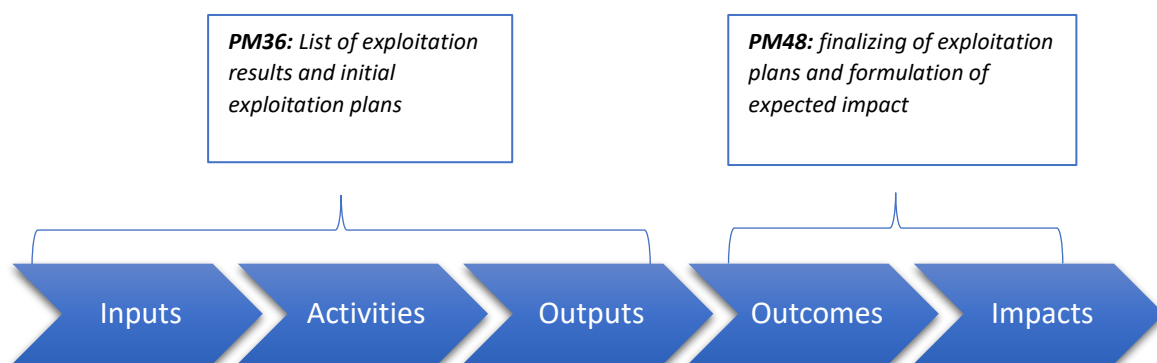 PM36: List of exploitation
results and initial
exploitation plans
PM48: finalizing of exploitation
plans and formulation of
expected impact
Inputs
Activities
Outputs
Outcomes
Impacts